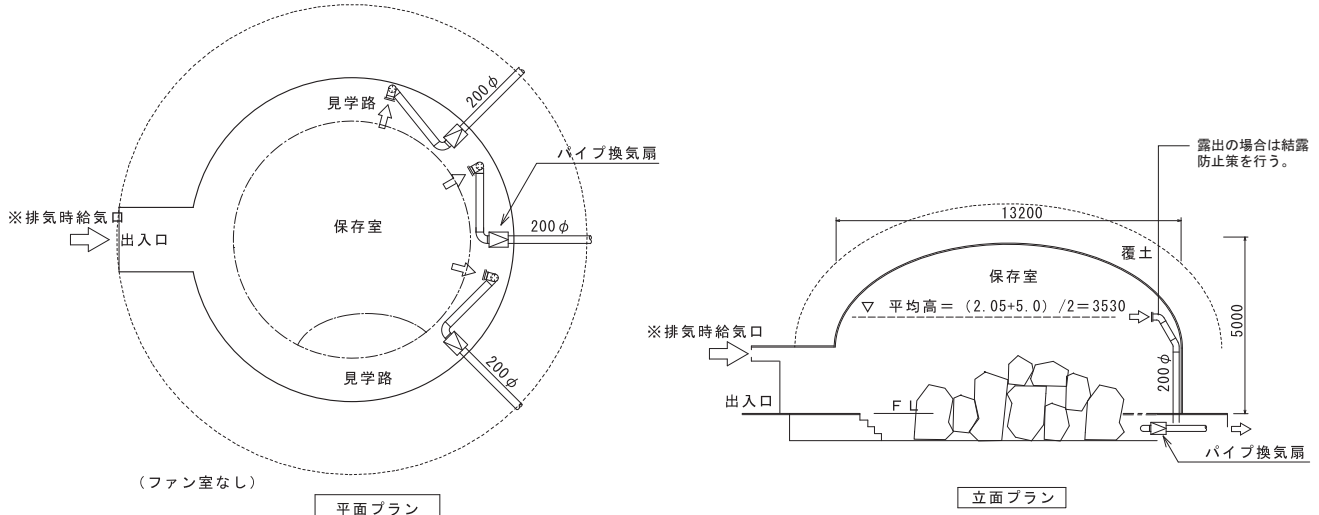 見学路
200φ
パイプ換気扇
※排気時給気口
出入口
保存室
200φ
見学路
200φ
(ファン室なし)
平面プラン
露出の場合は結露
防止策を行う。
13200
覆土
保存室
▽ 平均高＝ (2.05+5.0) /2＝3530
※排気時給気口
5000
200φ
出入口
FL
パイプ換気扇
立面プラン